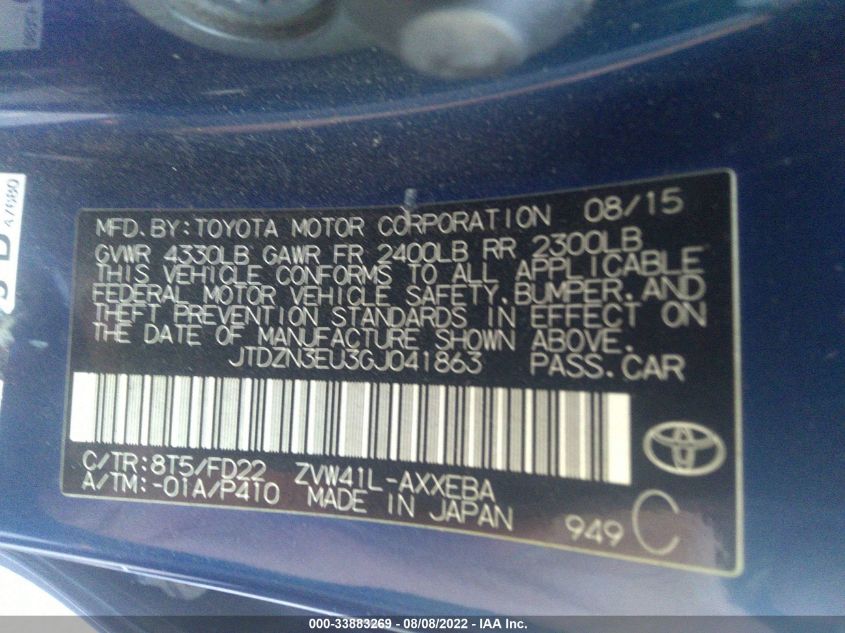 MFD.BY:TOYOTA MOTOR CORPORATION 08/15
GVWR 4330LB GAWR FR 2400LB RR 2300LB
THIS VEHICLE CONFORMS TO ALL APPLICABLE
FEDERAL MOTOR VEHICLE SAFETY,BUMPER,AND
THEFT PREVENTION STANDARDS IN EFFECT ON
THE DATE OF MANUFACTURE SHOWN ABOVE.
JTDZN3EU3GJ041863 PASS.CAR
C/TR:8T5/FD22 ZVW41L-AXXEBA
A/TM:-01A/P410 MADE IN JAPAN
949 C
000-33883269 - 08/08/2022 - IAA Inc.